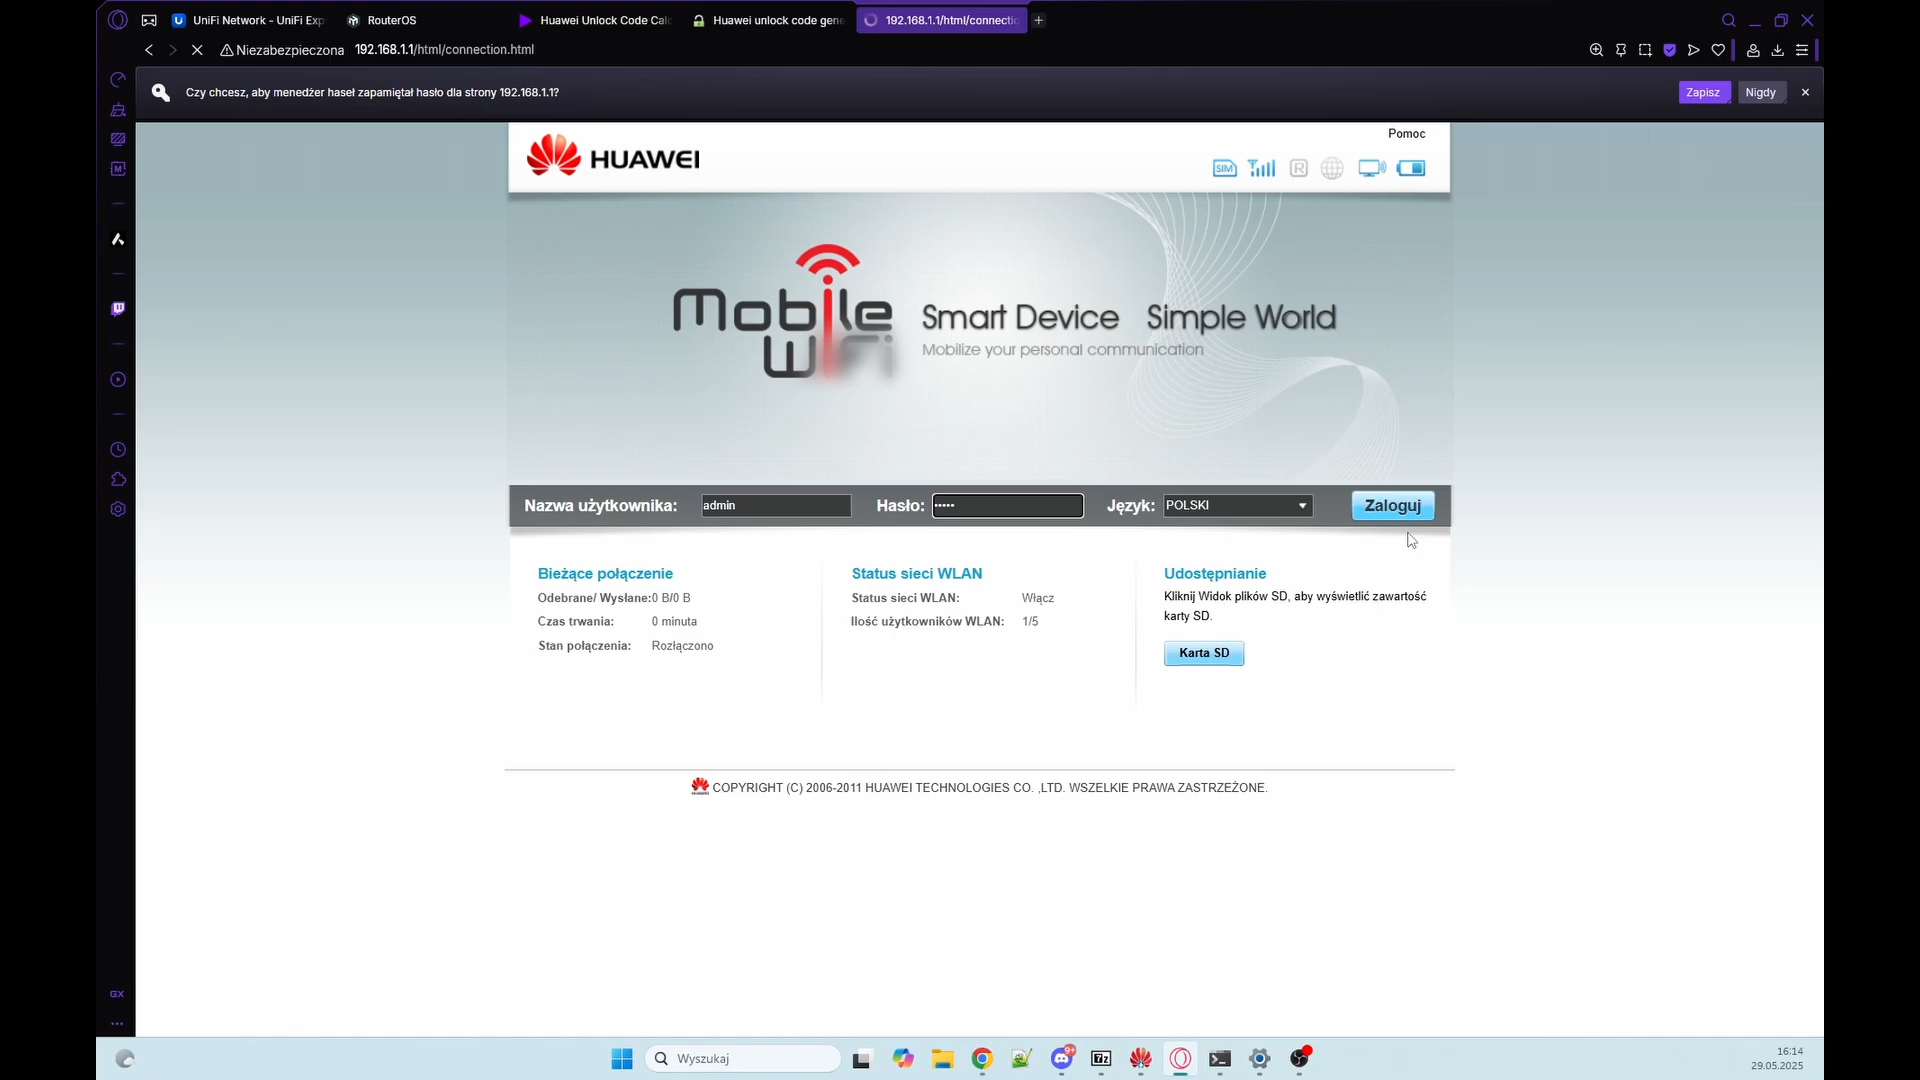 UniFi Network - UniFi Exp
RouterOS
Huawei Unlock Code Calc
Huawei unlock code gene
192.168.1.1/html/connectio
Niezabezpieczona
192.168.1.1/html/connection.html
Czy chcesz, aby menedżer haseł zapamiętał hasło dla strony 192.168.1.1?
Zapisz
Nigdy
Pomoc
HUAWEI
SIM
R
Mobile
WiFi
Smart Device Simple World
Mobilize your personal communication
Nazwa użytkownika:
admin
Hasło:
•••••
Język:
POLSKI
Zaloguj
Bieżące połączenie
Odebrane/ Wysłane:0 B/0 B
Czas trwania: 0 minuta
Stan połączenia: Rozłączono
Status sieci WLAN
Status sieci WLAN: Włącz
Ilość użytkowników WLAN: 1/5
Udostępnianie
Kliknij Widok plików SD, aby wyświetlić zawartość
karty SD.
Karta SD
COPYRIGHT (C) 2006-2011 HUAWEI TECHNOLOGIES CO. ,LTD. WSZELKIE PRAWA ZASTRZEŻONE.
GX
Wyszukaj
9+
7z
16:14
29.05.2025